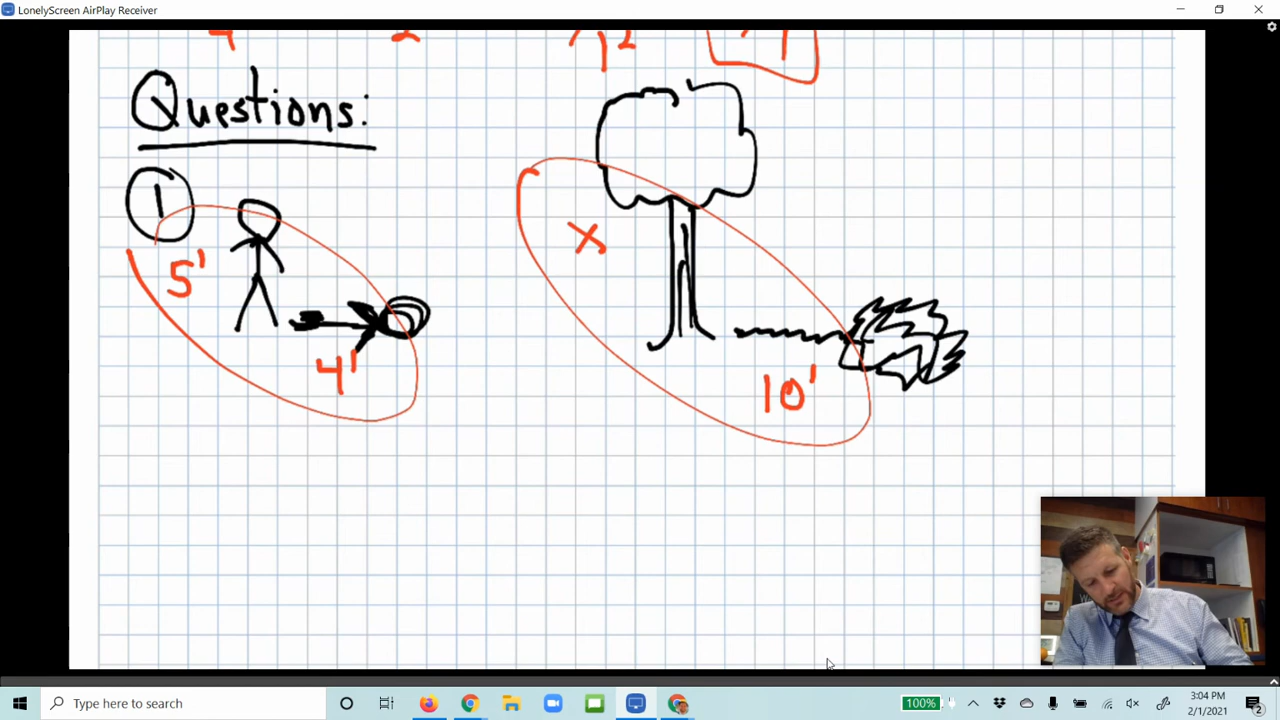 LonelyScreen AirPlay Receiver
Questions:
1
5'
4'
x
10'
Type here to search
100%
3:04 PM
2/1/2021
2